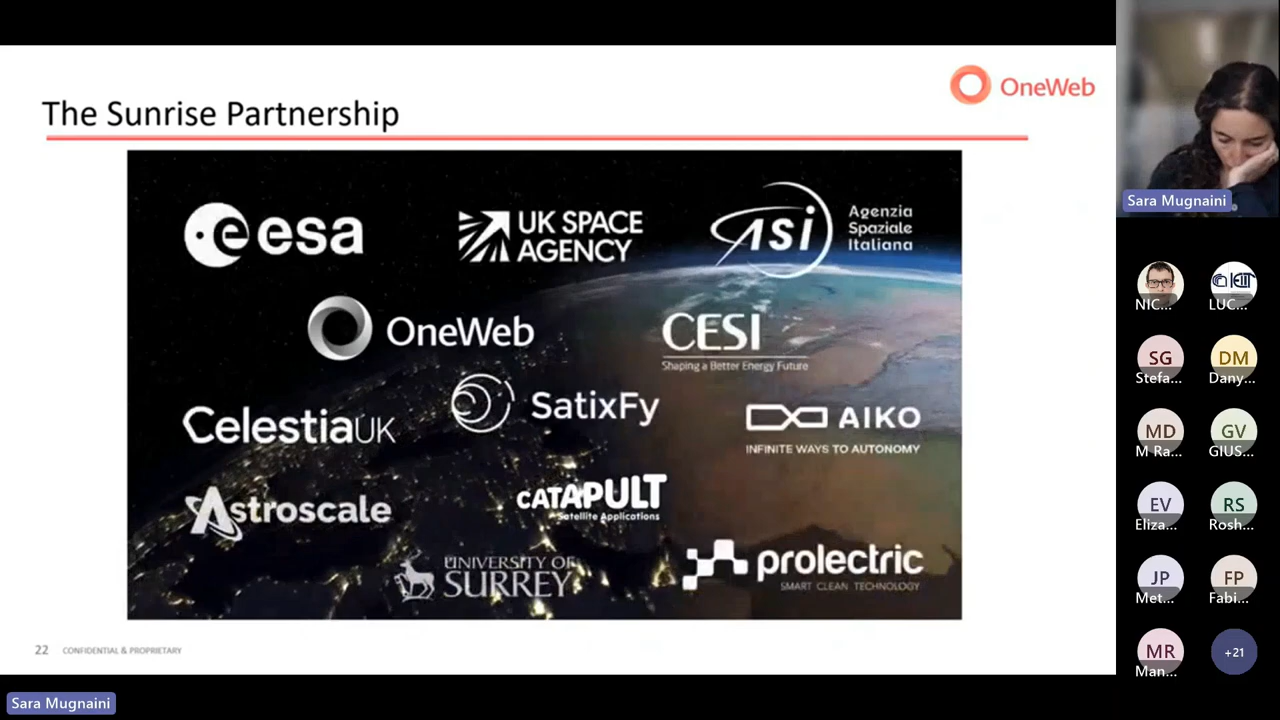 The Sunrise Partnership
OneWeb
esa
UK SPACE
AGENCY
asi
Agenzia
Spaziale
Italiana
OneWeb
CESI
Shaping a Better Energy Future
CelestiaUK
SatixFy
AIKO
INFINITE WAYS TO AUTONOMY
Astroscale
CATAPULT
Satellite Applications
UNIVERSITY OF
SURREY
prolectric
SMART CLEAN TECHNOLOGY
22 CONFIDENTIAL & PROPRIETARY
Sara Mugnaini
Sara Mugnaini
NIC...
LUC...
SG
Stefa...
DM
Dany...
MD
M Ra...
GV
GIUS...
EV
Eliza...
RS
Rosh...
JP
Met...
FP
Fabi...
MR
Man...
+21